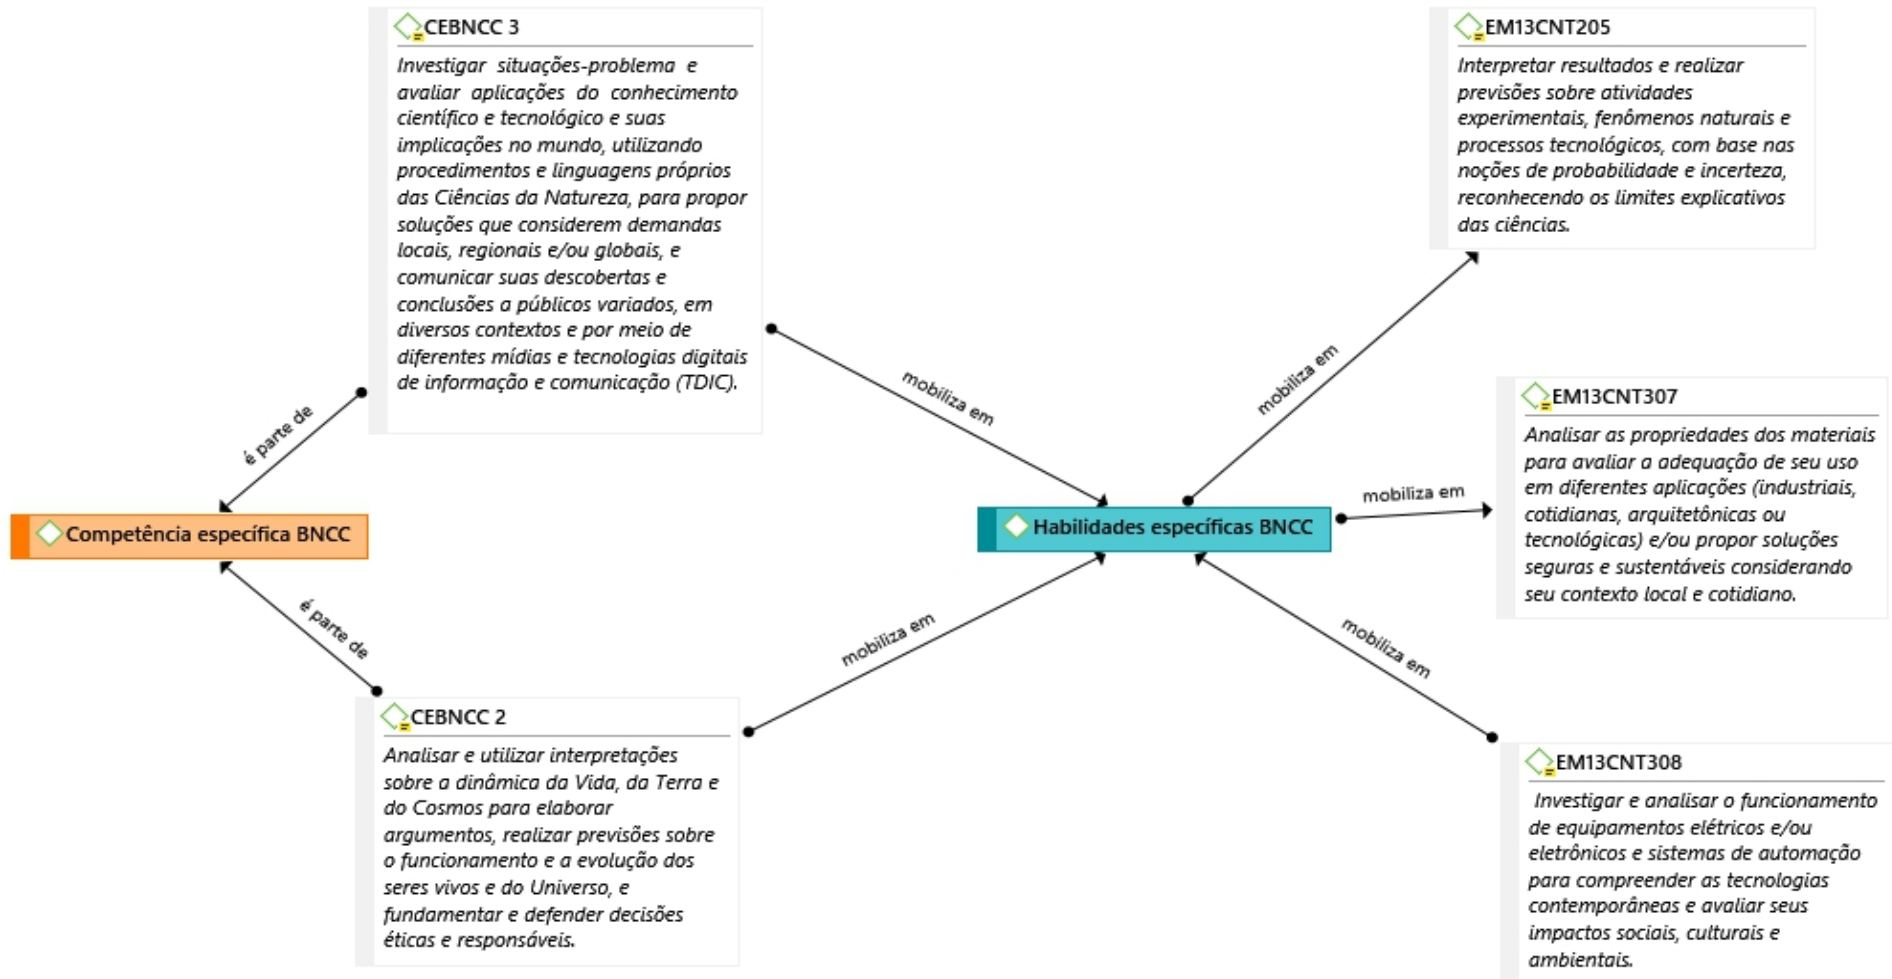 CEBNCC 3
Investigar situações-problema e
avaliar aplicações do conhecimento
científico e tecnológico e suas
implicações no mundo, utilizando
procedimentos e linguagens próprios
das Ciências da Natureza, para propor
soluções que considerem demandas
locais, regionais e/ou globais, e
comunicar suas descobertas e
conclusões a públicos variados, em
diversos contextos e por meio de
diferentes mídias e tecnologias digitais
de informação e comunicação (TDIC).
EM13CNT205
Interpretar resultados e realizar
previsões sobre atividades
experimentais, fenômenos naturais e
processos tecnológicos, com base nas
noções de probabilidade e incerteza,
reconhecendo os limites explicativos
das ciências.
é parte de
mobiliza em
mobiliza em
EM13CNT307
Analisar as propriedades dos materiais
para avaliar a adequação de seu uso
em diferentes aplicações (industriais,
cotidianas, arquitetônicas ou
tecnológicas) e/ou propor soluções
seguras e sustentáveis considerando
seu contexto local e cotidiano.
mobiliza em
Competência específica BNCC
Habilidades específicas BNCC
é parte de
mobiliza em
mobiliza em
CEBNCC 2
Analisar e utilizar interpretações
sobre a dinâmica da Vida, da Terra e
do Cosmos para elaborar
argumentos, realizar previsões sobre
o funcionamento e a evolução dos
seres vivos e do Universo, e
fundamentar e defender decisões
éticas e responsáveis.
EM13CNT308
Investigar e analisar o funcionamento
de equipamentos elétricos e/ou
eletrônicos e sistemas de automação
para compreender as tecnologias
contemporâneas e avaliar seus
impactos sociais, culturais e
ambientais.